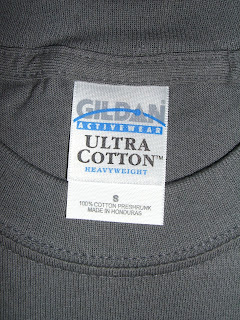 GILDAN
ACTIVEWEAR
ULTRA
COTTON™
HEAVYWEIGHT
S
100% COTTON PRESHRUNK
MADE IN HONDURAS